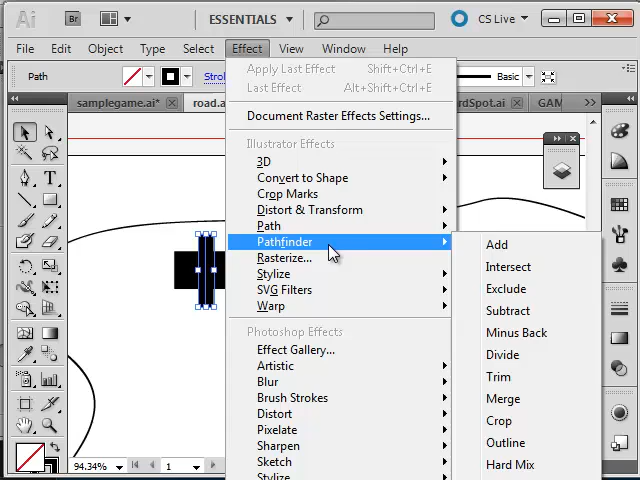 Ai Br ESSENTIALS CS Live
File Edit Object Type Select Effect View Window Help
Path Basic
samplegame.ai* road.a rdSpot.ai GAM
Apply Last Effect Shift+Ctrl+E
Last Effect Alt+Shift+Ctrl+E
Document Raster Effects Settings...
Illustrator Effects
3D
Convert to Shape
Crop Marks
Distort & Transform
Path
Pathfinder
Rasterize...
Stylize
SVG Filters
Warp
Photoshop Effects
Effect Gallery...
Artistic
Blur
Brush Strokes
Distort
Pixelate
Sharpen
Sketch
Stylize
Add
Intersect
Exclude
Subtract
Minus Back
Divide
Trim
Merge
Crop
Outline
Hard Mix
94.34% 1